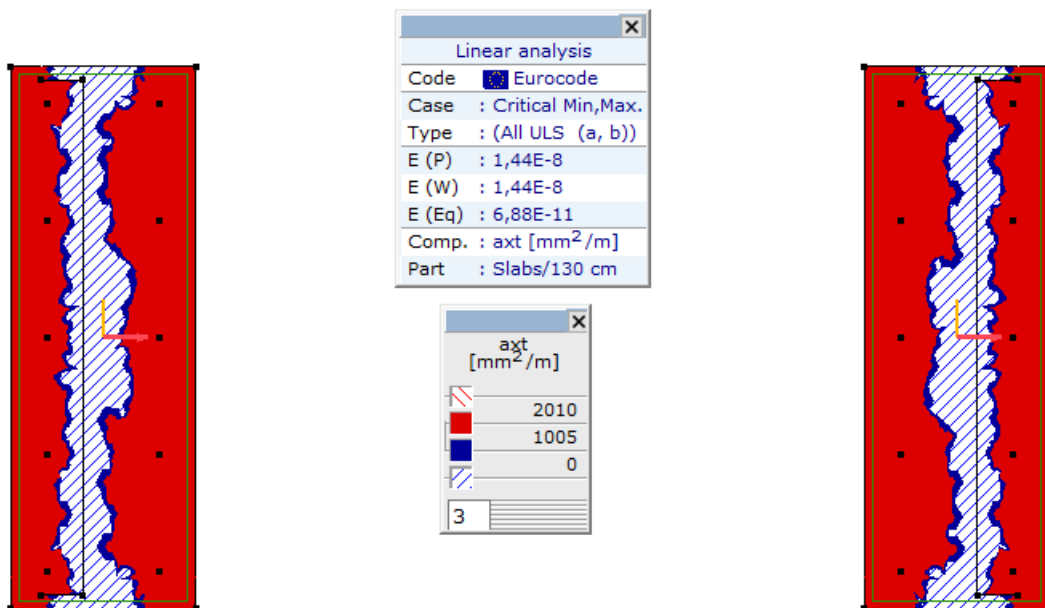 Linear analysis
Code Eurocode
Case : Critical Min,Max.
Type : (All ULS (a, b))
E (P) : 1,44E-8
E (W) : 1,44E-8
E (Eq) : 6,88E-11
Comp. : axt [mm²/m]
Part : Slabs/130 cm
axt
[mm²/m]
2010
1005
0
3